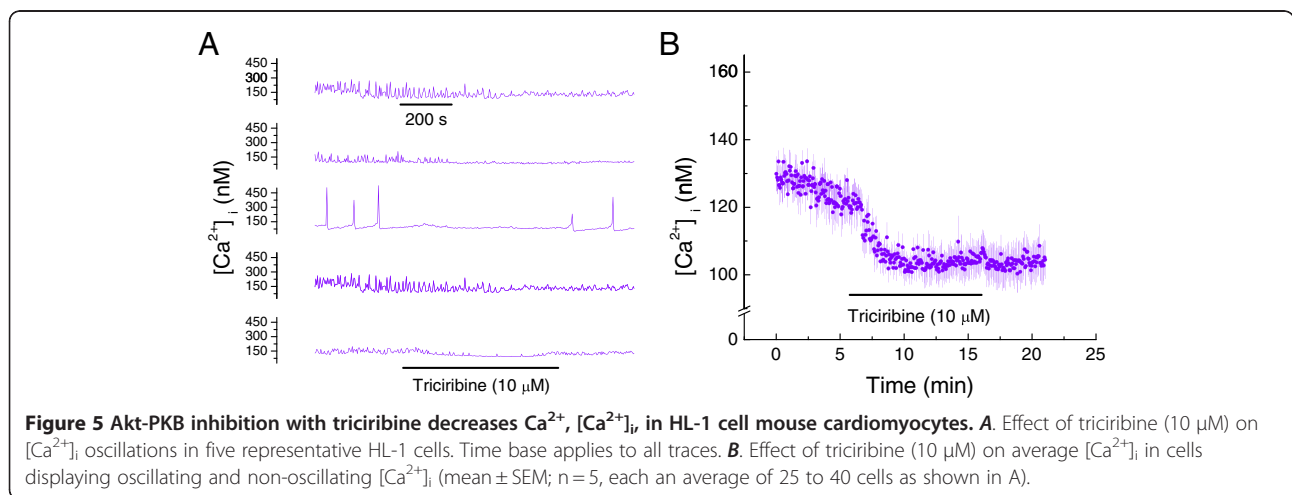 A
450
300
150
200 s
450
300
150
450
300
150
450
300
150
450
300
150
[Ca²⁺]ᵢ (nM)
Triciribine (10 μM)
B
160
140
120
100
0
[Ca²⁺]ᵢ (nM)
Triciribine (10 μM)
0 5 10 15 20 25
Time (min)
Figure 5 Akt-PKB inhibition with triciribine decreases Ca²⁺, [Ca²⁺]ᵢ, in HL-1 cell mouse cardiomyocytes. A. Effect of triciribine (10 μM) on
[Ca²⁺]ᵢ oscillations in five representative HL-1 cells. Time base applies to all traces. B. Effect of triciribine (10 μM) on average [Ca²⁺]ᵢ in cells
displaying oscillating and non-oscillating [Ca²⁺]ᵢ (mean ± SEM; n = 5, each an average of 25 to 40 cells as shown in A).